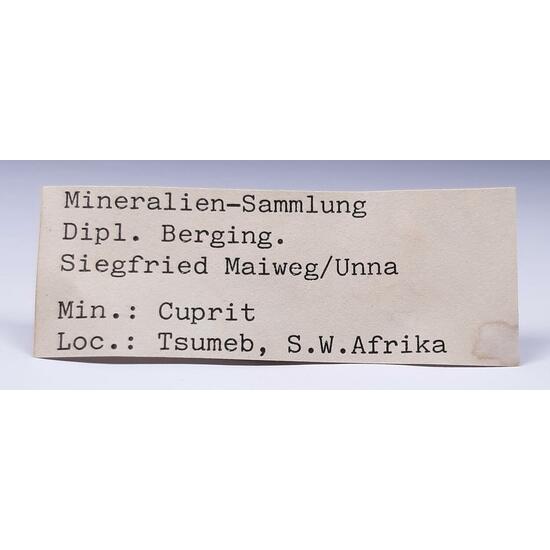 Mineralien-Sammlung
Dipl. Berging.
Siegfried Maiweg/Unna
Min.: Cuprit
Loc.: Tsumeb, S.W.Afrika